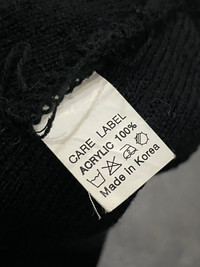 CARE LABEL
ACRYLIC 100%
Made in Korea